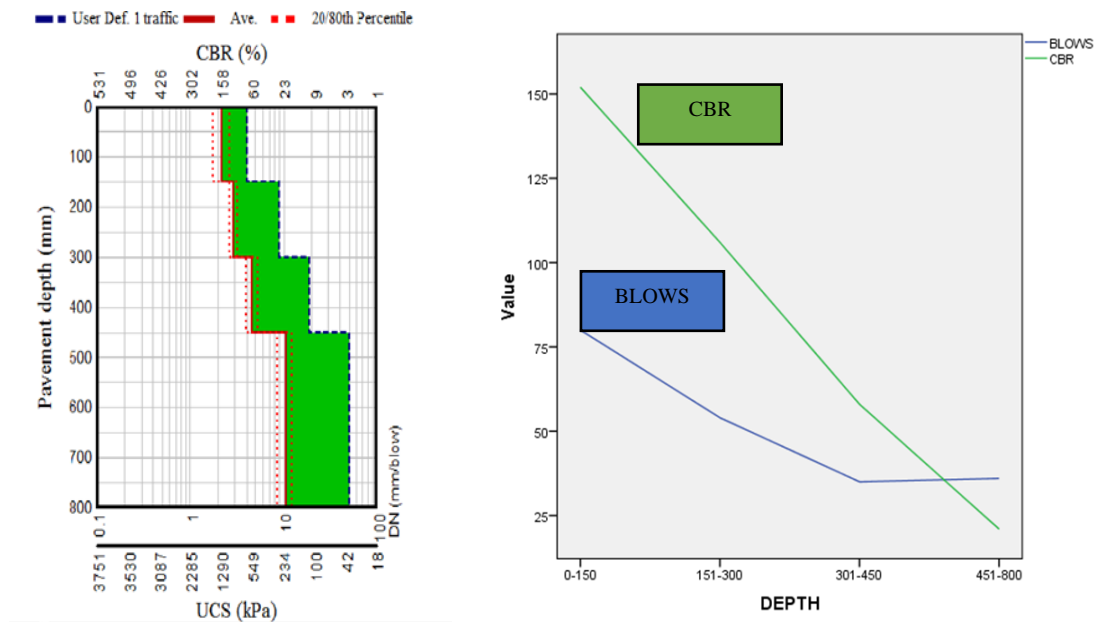 User Def. 1 traffic Ave. 20/80th Percentile
CBR (%)
531 496 426 302 158 60 23 9 3 1
0
100
200
300
400
500
600
700
800
Pavement depth (mm)
0.1 1 10 100
DN (mm/blow)
3751 3530 3087 2285 1290 549 234 100 42 18
UCS (kPa)
BLOWS
CBR
CBR
BLOWS
150
125
100
75
50
25
Value
0-150 151-300 301-450 451-800
DEPTH